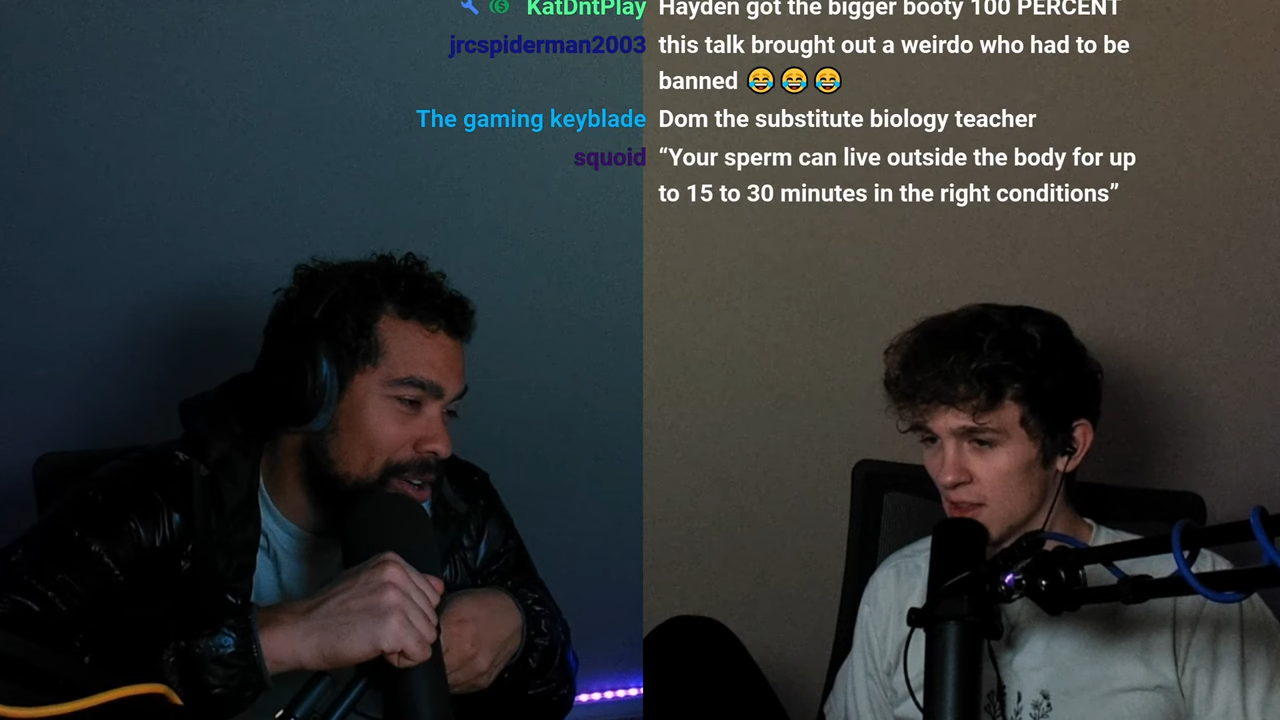 KatDntPlay Hayden got the bigger booty 100 PERCENT
jrcspiderman2003 this talk brought out a weirdo who had to be
banned 😂 😂 😂
The gaming keyblade Dom the substitute biology teacher
squoid “Your sperm can live outside the body for up
to 15 to 30 minutes in the right conditions”